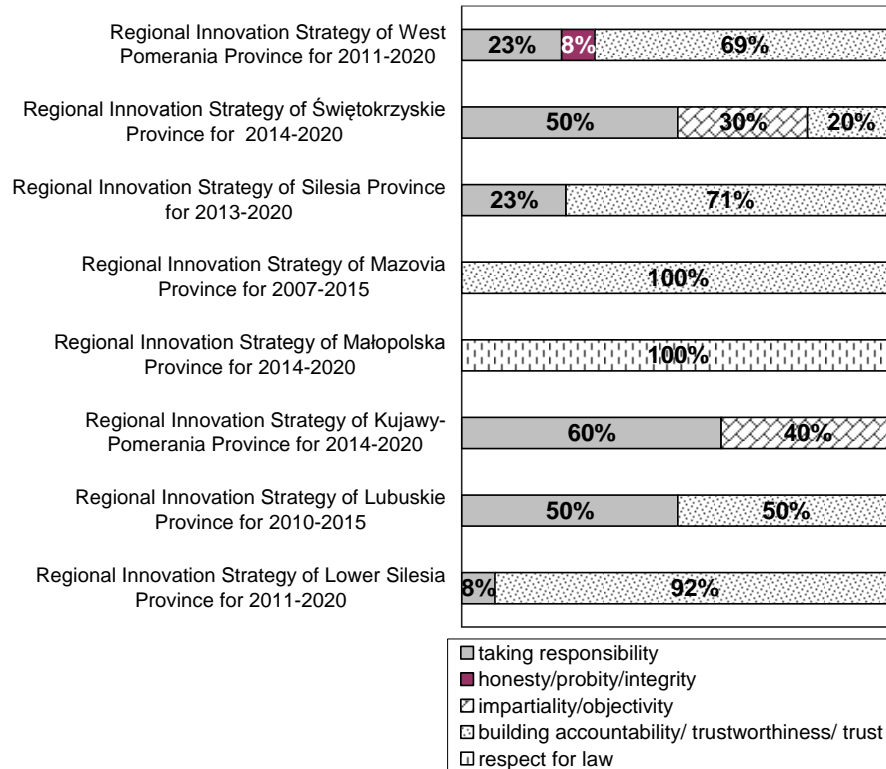 Regional Innovation Strategy of West
Pomerania Province for 2011-2020
23% 8% 69%
Regional Innovation Strategy of Świętokrzyskie
Province for 2014-2020
50% 30% 20%
Regional Innovation Strategy of Silesia Province
for 2013-2020
23% 71%
Regional Innovation Strategy of Mazovia
Province for 2007-2015
100%
Regional Innovation Strategy of Małopolska
Province for 2014-2020
100%
Regional Innovation Strategy of Kujawy-
Pomerania Province for 2014-2020
60% 40%
Regional Innovation Strategy of Lubuskie
Province for 2010-2015
50% 50%
Regional Innovation Strategy of Lower Silesia
Province for 2011-2020
8% 92%
taking responsibility
honesty/probity/integrity
impartiality/objectivity
building accountability/ trustworthiness/ trust
respect for law